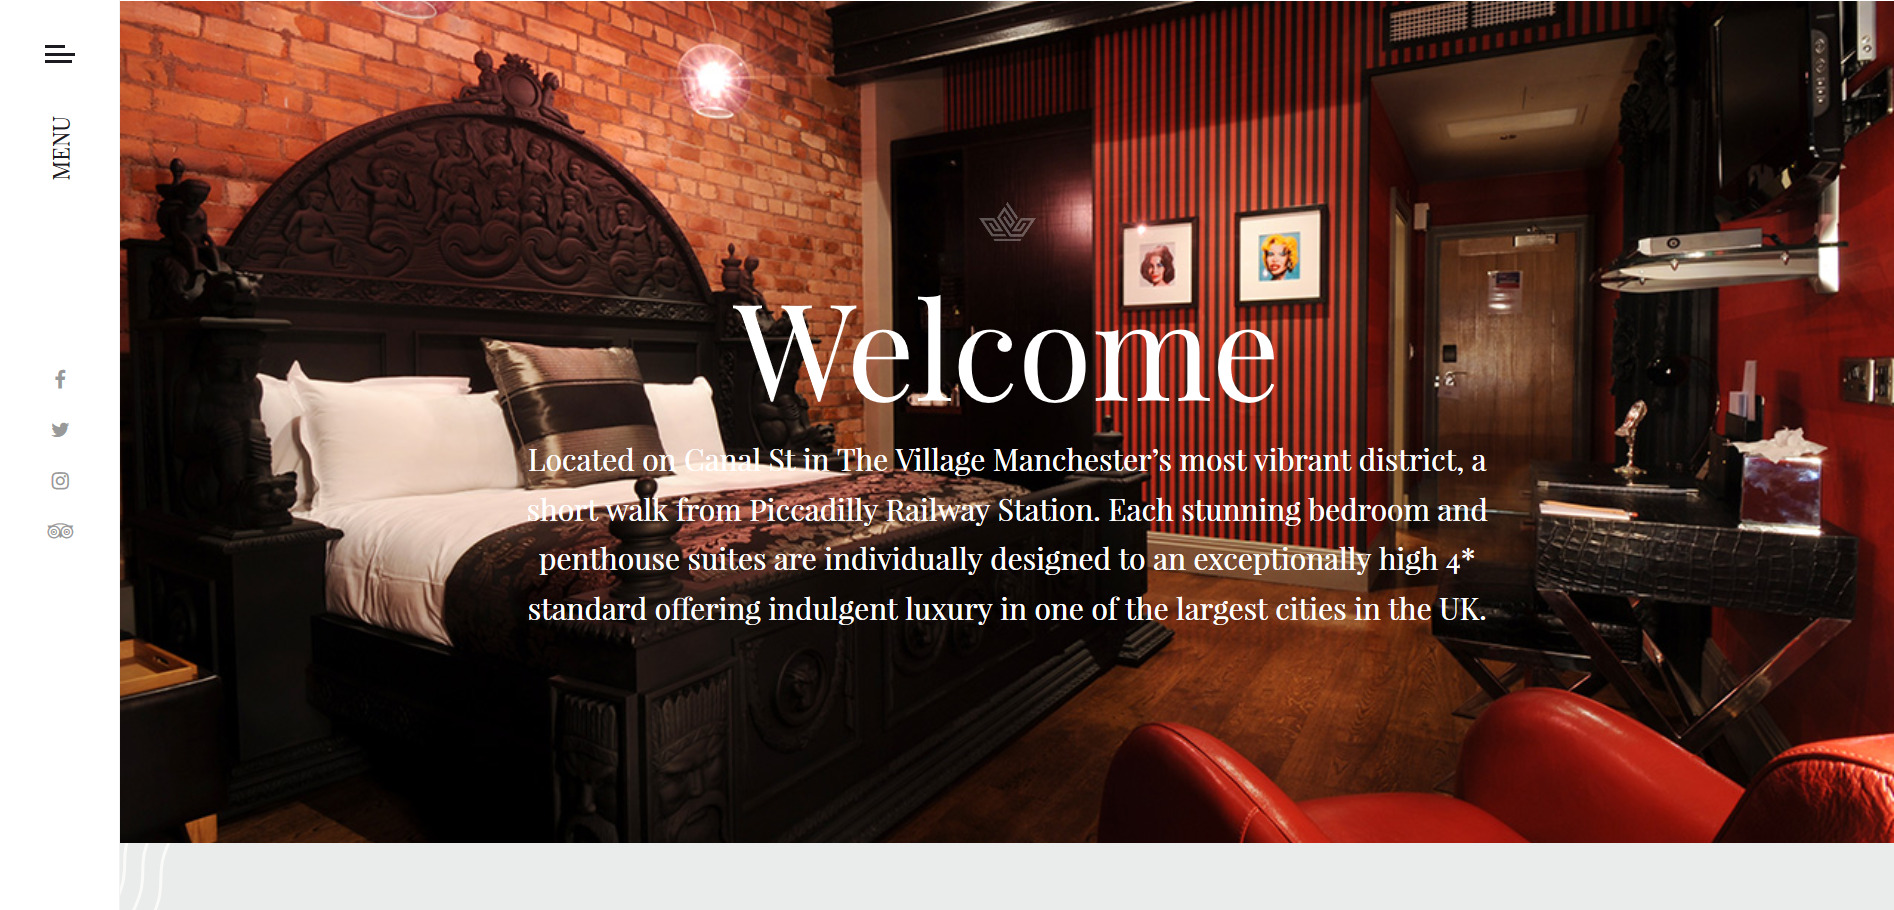 MENU
Welcome
Located on Canal St in The Village Manchester’s most vibrant district, a
short walk from Piccadilly Railway Station. Each stunning bedroom and
penthouse suites are individually designed to an exceptionally high 4*
standard offering indulgent luxury in one of the largest cities in the UK.